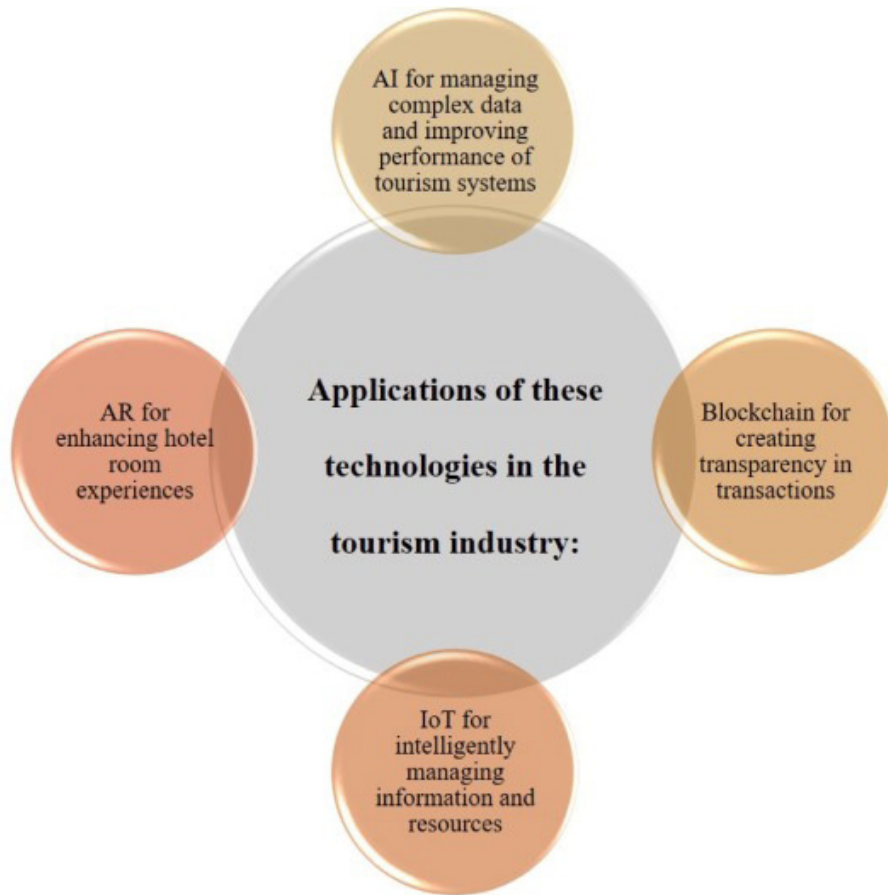 AI for managing
complex data
and improving
performance of
tourism systems
Applications of these
technologies in the
tourism industry:
AR for
enhancing hotel
room
experiences
Blockchain for
creating
transparency in
transactions
IoT for
intelligently
managing
information and
resources